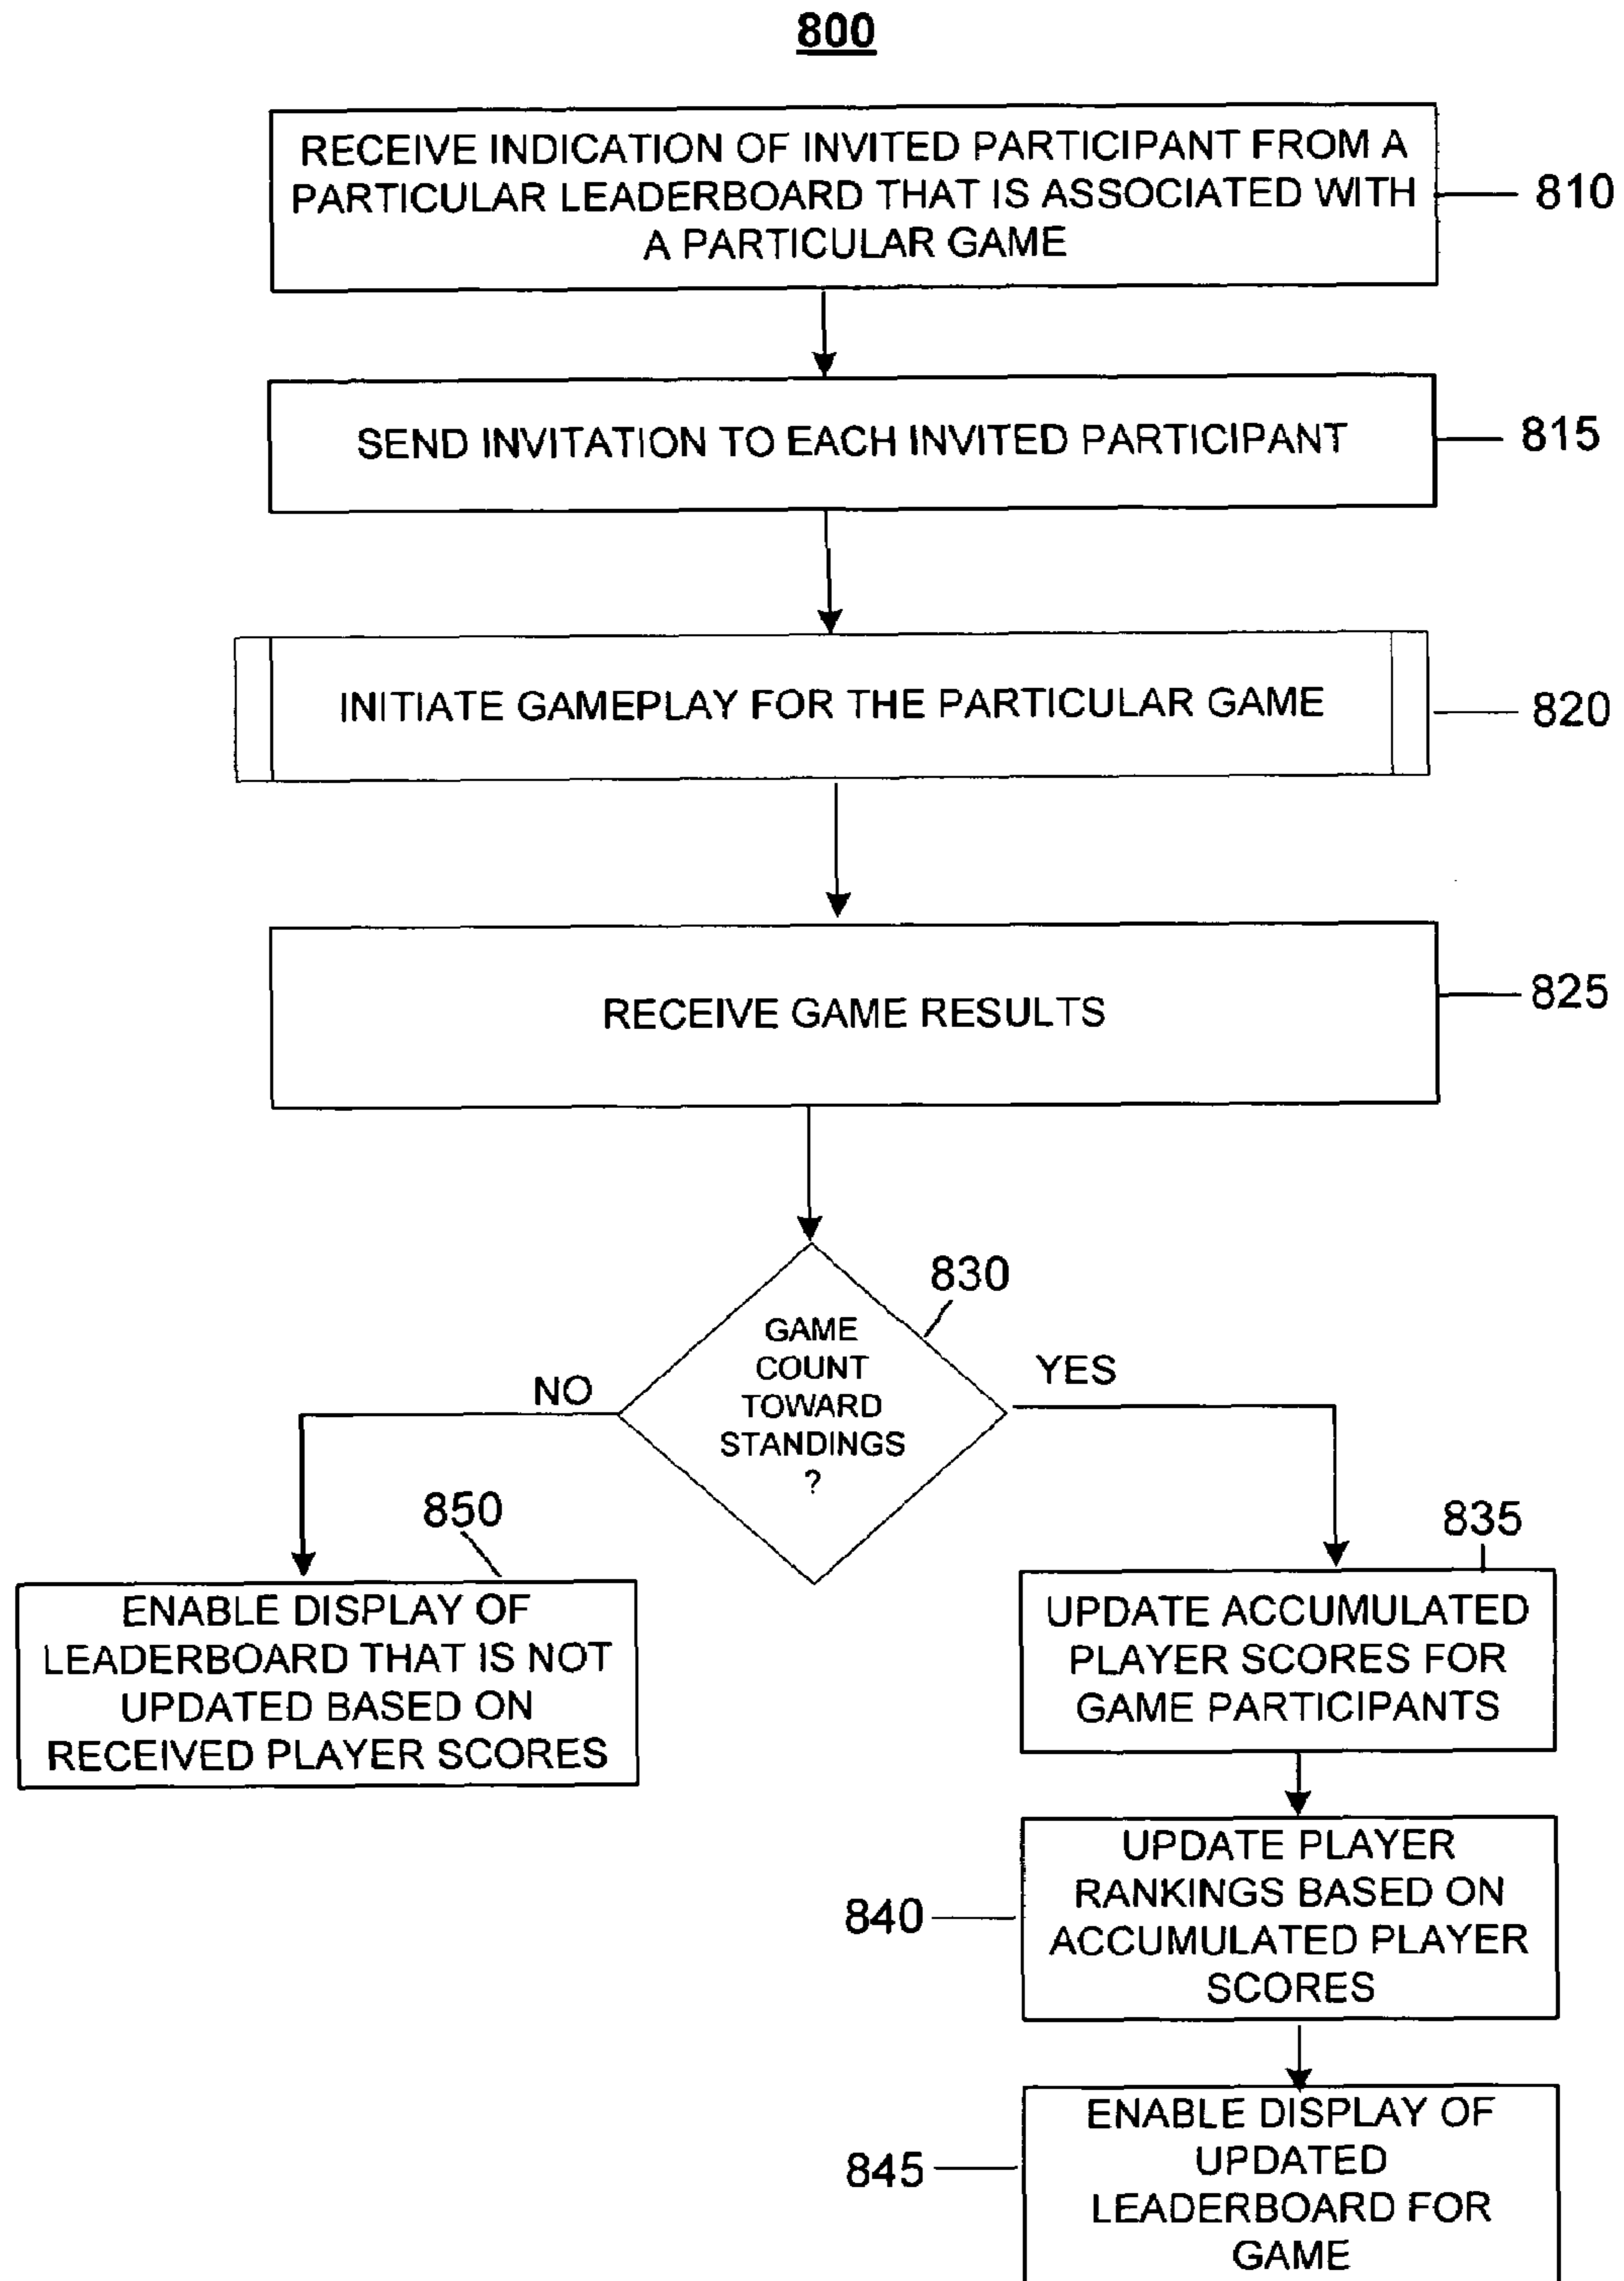 800
RECEIVE INDICATION OF INVITED PARTICIPANT FROM A
PARTICULAR LEADERBOARD THAT IS ASSOCIATED WITH
A PARTICULAR GAME
810
SEND INVITATION TO EACH INVITED PARTICIPANT
815
INITIATE GAMEPLAY FOR THE PARTICULAR GAME
820
RECEIVE GAME RESULTS
825
830
GAME
COUNT
TOWARD
STANDINGS
?
NO
YES
850
ENABLE DISPLAY OF
LEADERBOARD THAT IS NOT
UPDATED BASED ON
RECEIVED PLAYER SCORES
835
UPDATE ACCUMULATED
PLAYER SCORES FOR
GAME PARTICIPANTS
840
UPDATE PLAYER
RANKINGS BASED ON
ACCUMULATED PLAYER
SCORES
845
ENABLE DISPLAY OF
UPDATED
LEADERBOARD FOR
GAME